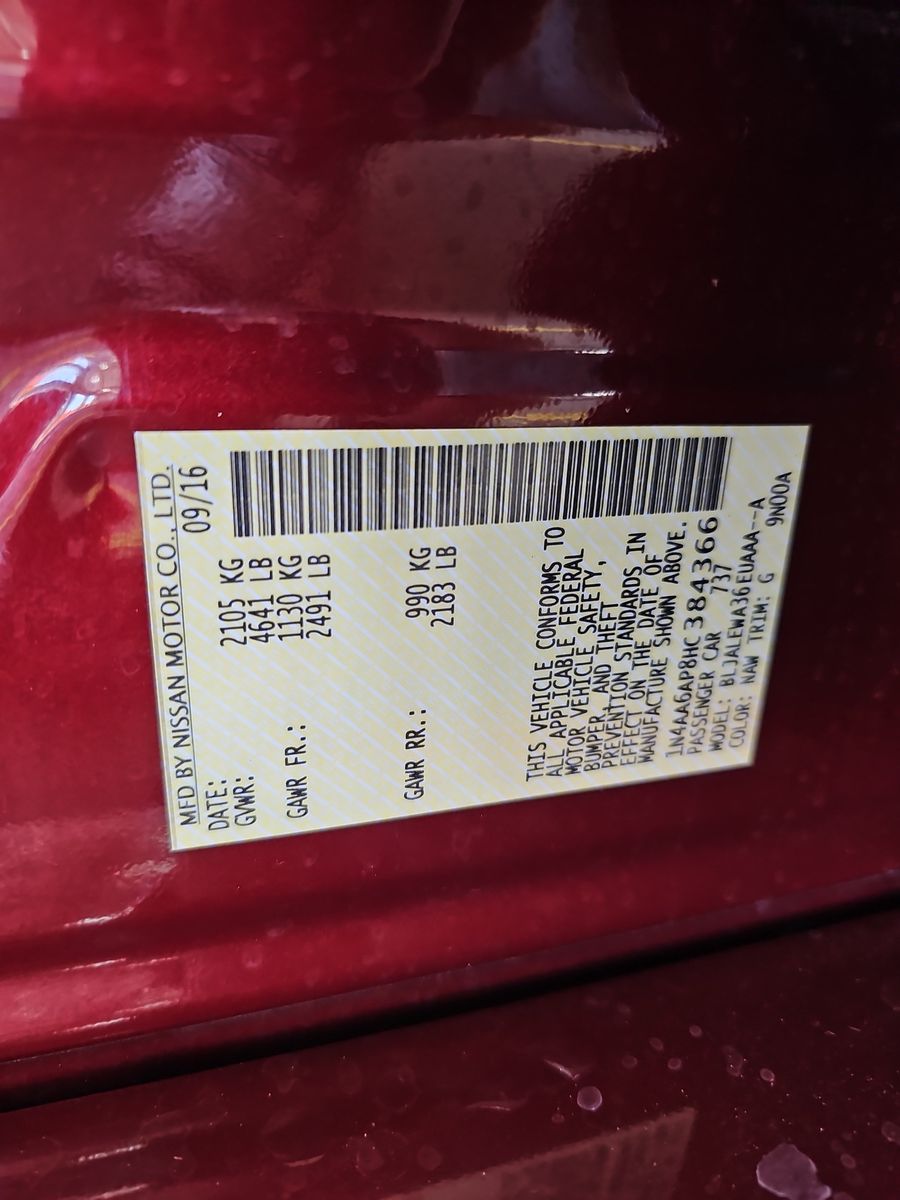 MFD BY NISSAN MOTOR CO., LTD.
DATE: 09/16
GVWR: 2105 KG
4641 LB
GAWR FR.: 1130 KG
2491 LB
GAWR RR.: 990 KG
2183 LB
THIS VEHICLE CONFORMS TO
ALL APPLICABLE FEDERAL
MOTOR VEHICLE SAFETY,
BUMPER, AND THEFT
PREVENTION STANDARDS IN
EFFECT ON THE DATE OF
MANUFACTURE SHOWN ABOVE.
1N4AA6AP8HC384366
PASSENGER CAR 737
MODEL: BLJALEWA36EUAAA--A
COLOR: NAW TRIM: G 9N00A